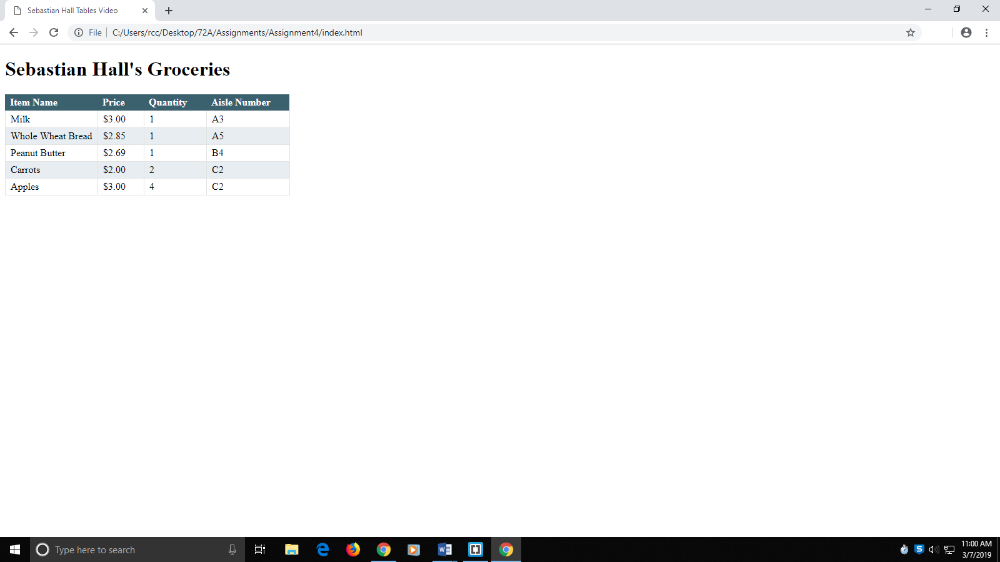 Sebastian Hall Tables Video
File C:/Users/rcc/Desktop/72A/Assignments/Assignment4/index.html
Sebastian Hall's Groceries
Item Name Price Quantity Aisle Number
Milk $3.00 1 A3
Whole Wheat Bread $2.85 1 A5
Peanut Butter $2.69 1 B4
Carrots $2.00 2 C2
Apples $3.00 4 C2
Type here to search
11:00 AM
3/7/2019